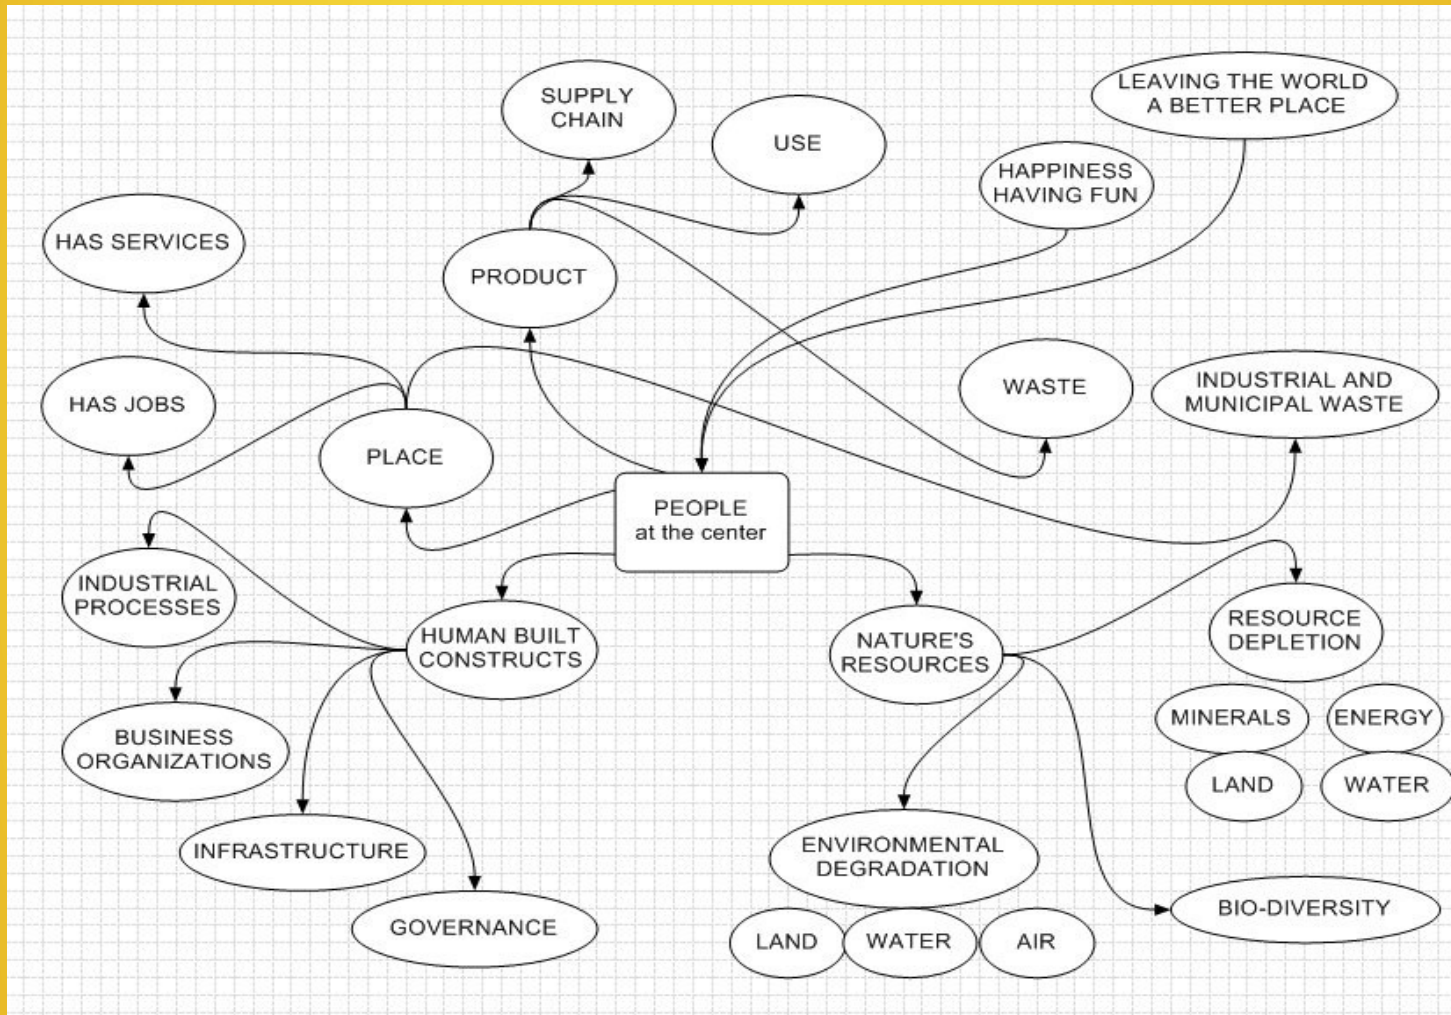 SUPPLY
CHAIN
USE
LEAVING THE WORLD
A BETTER PLACE
HAPPINESS
HAVING FUN
HAS SERVICES
PRODUCT
HAS JOBS
PLACE
WASTE
INDUSTRIAL AND
MUNICIPAL WASTE
PEOPLE
at the center
INDUSTRIAL
PROCESSES
HUMAN BUILT
CONSTRUCTS
NATURE'S
RESOURCES
RESOURCE
DEPLETION
BUSINESS
ORGANIZATIONS
MINERALS
ENERGY
LAND
WATER
INFRASTRUCTURE
ENVIRONMENTAL
DEGRADATION
GOVERNANCE
LAND
WATER
AIR
BIO-DIVERSITY